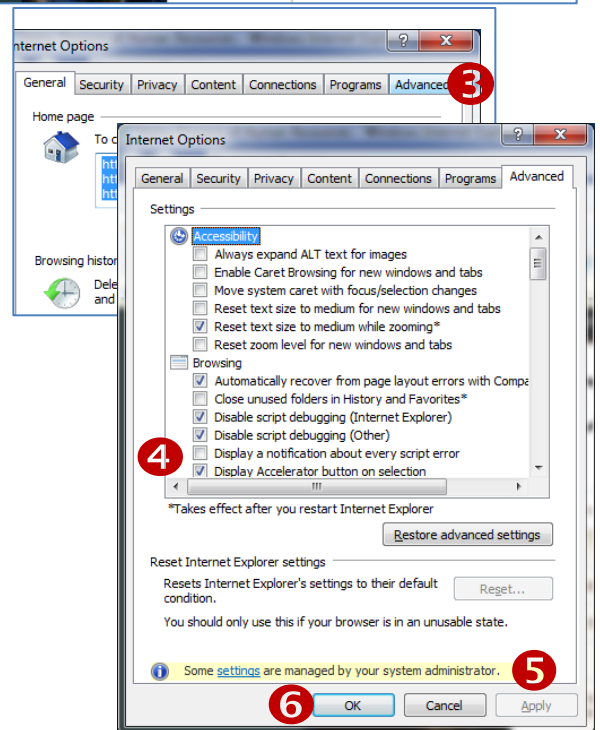 Internet Options
General Security Privacy Content Connections Programs Advanced
3
Home page
To c
htt
htt
htt
Browsing histor
Dele
and
Internet Options
General Security Privacy Content Connections Programs Advanced
Settings
Accessibility
Always expand ALT text for images
Enable Caret Browsing for new windows and tabs
Move system caret with focus/selection changes
Reset text size to medium for new windows and tabs
Reset text size to medium while zooming*
Reset zoom level for new windows and tabs
Browsing
Automatically recover from page layout errors with Compa
Close unused folders in History and Favorites*
Disable script debugging (Internet Explorer)
Disable script debugging (Other)
4
Display a notification about every script error
Display Accelerator button on selection
*Takes effect after you restart Internet Explorer
Restore advanced settings
Reset Internet Explorer settings
Resets Internet Explorer's settings to their default
condition.
Reset...
You should only use this if your browser is in an unusable state.
Some settings are managed by your system administrator.
5
6
OK Cancel Apply